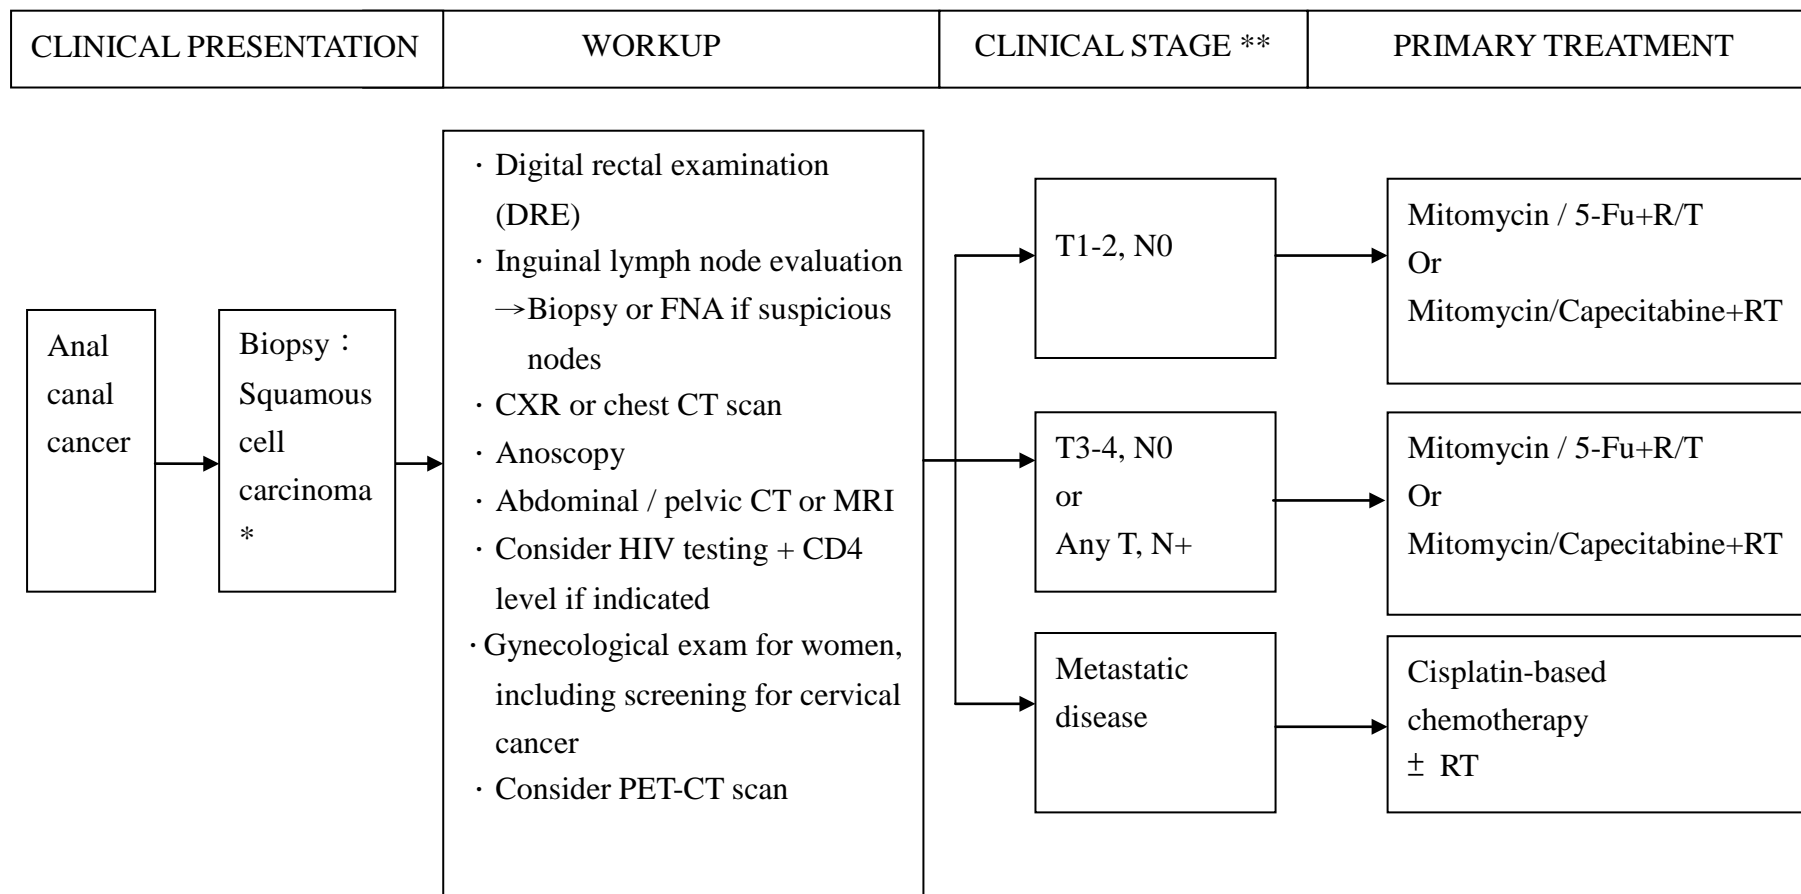 CLINICAL PRESENTATION
WORKUP
CLINICAL STAGE **
PRIMARY TREATMENT
Anal
canal
cancer
Biopsy：
Squamous
cell
carcinoma
*
· Digital rectal examination
(DRE)
· Inguinal lymph node evaluation
→Biopsy or FNA if suspicious
nodes
· CXR or chest CT scan
· Anoscopy
· Abdominal / pelvic CT or MRI
· Consider HIV testing + CD4
level if indicated
· Gynecological exam for women,
including screening for cervical
cancer
· Consider PET-CT scan
T1-2, N0
Mitomycin / 5-Fu+R/T
Or
Mitomycin/Capecitabine+RT
T3-4, N0
or
Any T, N+
Mitomycin / 5-Fu+R/T
Or
Mitomycin/Capecitabine+RT
Metastatic
disease
Cisplatin-based
chemotherapy
± RT